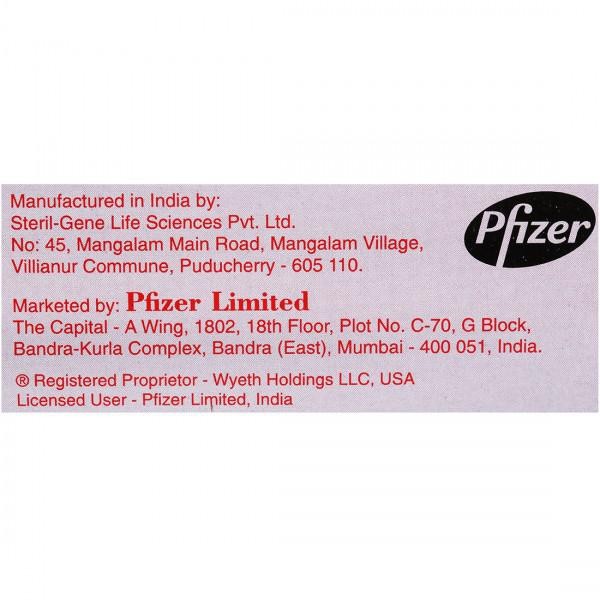 Manufactured in India by:
Steril-Gene Life Sciences Pvt. Ltd.
No: 45, Mangalam Main Road, Mangalam Village,
Villianur Commune, Puducherry - 605 110.
Pfizer
Marketed by: Pfizer Limited
The Capital - A Wing, 1802, 18th Floor, Plot No. C-70, G Block,
Bandra-Kurla Complex, Bandra (East), Mumbai - 400 051, India.
® Registered Proprietor - Wyeth Holdings LLC, USA
Licensed User - Pfizer Limited, India